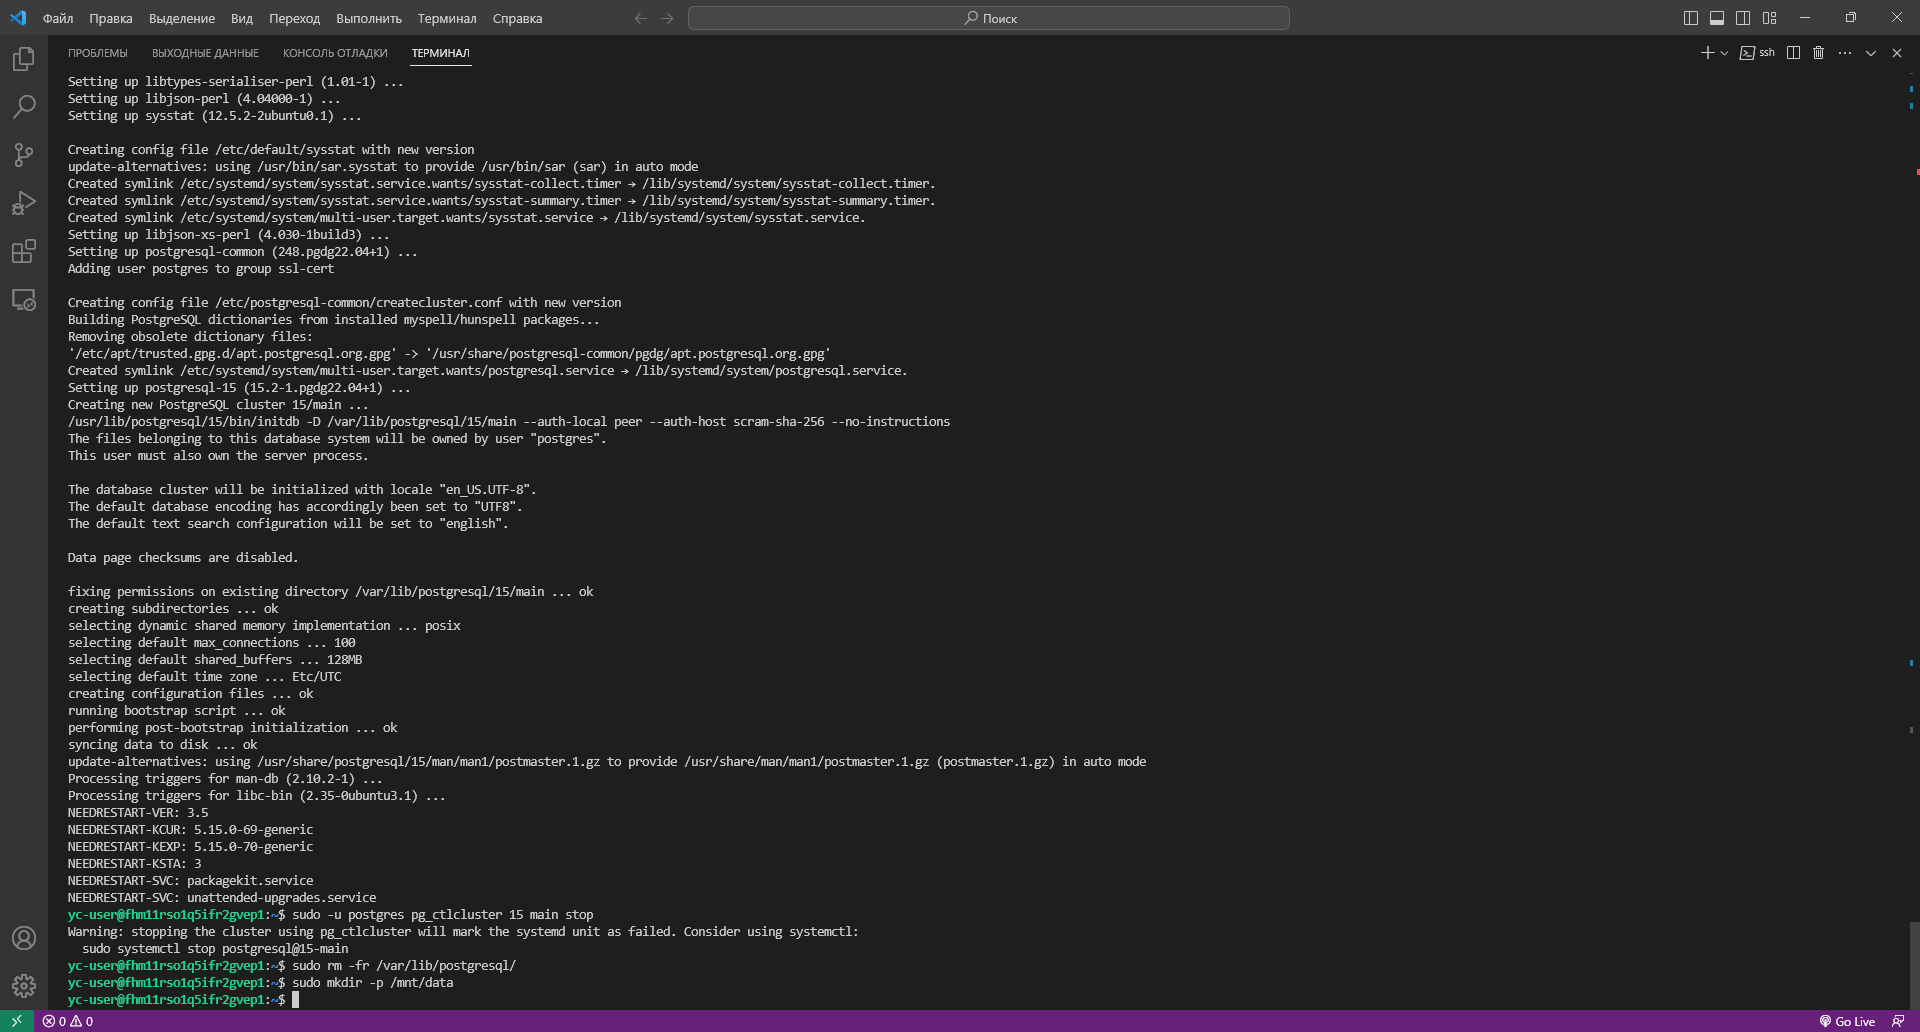 Файл Правка Выделение Вид Переход Выполнить Терминал Справка Поиск
ПРОБЛЕМЫ ВЫХОДНЫЕ ДАННЫЕ КОНСОЛЬ ОТЛАДКИ ТЕРМИНАЛ ssh
Setting up libtypes-serialiser-perl (1.01-1) ...
Setting up libjson-perl (4.04000-1) ...
Setting up sysstat (12.5.2-2ubuntu0.1) ...
Creating config file /etc/default/sysstat with new version
update-alternatives: using /usr/bin/sar.sysstat to provide /usr/bin/sar (sar) in auto mode
Created symlink /etc/systemd/system/sysstat.service.wants/sysstat-collect.timer → /lib/systemd/system/sysstat-collect.timer.
Created symlink /etc/systemd/system/sysstat.service.wants/sysstat-summary.timer → /lib/systemd/system/sysstat-summary.timer.
Created symlink /etc/systemd/system/multi-user.target.wants/sysstat.service → /lib/systemd/system/sysstat.service.
Setting up libjson-xs-perl (4.030-1build3) ...
Setting up postgresql-common (248.pgdg22.04+1) ...
Adding user postgres to group ssl-cert
Creating config file /etc/postgresql-common/createcluster.conf with new version
Building PostgreSQL dictionaries from installed myspell/hunspell packages...
Removing obsolete dictionary files:
'/etc/apt/trusted.gpg.d/apt.postgresql.org.gpg' -> '/usr/share/postgresql-common/pgdg/apt.postgresql.org.gpg'
Created symlink /etc/systemd/system/multi-user.target.wants/postgresql.service → /lib/systemd/system/postgresql.service.
Setting up postgresql-15 (15.2-1.pgdg22.04+1) ...
Creating new PostgreSQL cluster 15/main ...
/usr/lib/postgresql/15/bin/initdb -D /var/lib/postgresql/15/main --auth-local peer --auth-host scram-sha-256 --no-instructions
The files belonging to this database system will be owned by user "postgres".
This user must also own the server process.
The database cluster will be initialized with locale "en_US.UTF-8".
The default database encoding has accordingly been set to "UTF8".
The default text search configuration will be set to "english".
Data page checksums are disabled.
fixing permissions on existing directory /var/lib/postgresql/15/main ... ok
creating subdirectories ... ok
selecting dynamic shared memory implementation ... posix
selecting default max_connections ... 100
selecting default shared_buffers ... 128MB
selecting default time zone ... Etc/UTC
creating configuration files ... ok
running bootstrap script ... ok
performing post-bootstrap initialization ... ok
syncing data to disk ... ok
update-alternatives: using /usr/share/postgresql/15/man/man1/postmaster.1.gz to provide /usr/share/man/man1/postmaster.1.gz (postmaster.1.gz) in auto mode
Processing triggers for man-db (2.10.2-1) ...
Processing triggers for libc-bin (2.35-0ubuntu3.1) ...
NEEDRESTART-VER: 3.5
NEEDRESTART-KCUR: 5.15.0-69-generic
NEEDRESTART-KEXP: 5.15.0-70-generic
NEEDRESTART-KSTA: 3
NEEDRESTART-SVC: packagekit.service
NEEDRESTART-SVC: unattended-upgrades.service
yc-user@fhm11rso1q5ifr2gvep1:~$ sudo -u postgres pg_ctlcluster 15 main stop
Warning: stopping the cluster using pg_ctlcluster will mark the systemd unit as failed. Consider using systemctl:
  sudo systemctl stop postgresql@15-main
yc-user@fhm11rso1q5ifr2gvep1:~$ sudo rm -fr /var/lib/postgresql/
yc-user@fhm11rso1q5ifr2gvep1:~$ sudo mkdir -p /mnt/data
yc-user@fhm11rso1q5ifr2gvep1:~$
0 0 Go Live